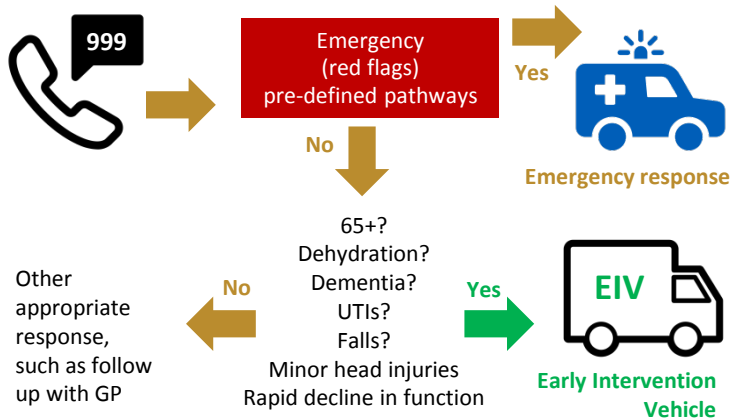 999
Emergency
(red flags)
pre-defined pathways
Yes
Emergency response
No
65+?
Dehydration?
Dementia?
UTIs?
Falls?
Minor head injuries
Rapid decline in function
No
Other
appropriate
response,
such as follow
up with GP
Yes
EIV
Early Intervention
Vehicle